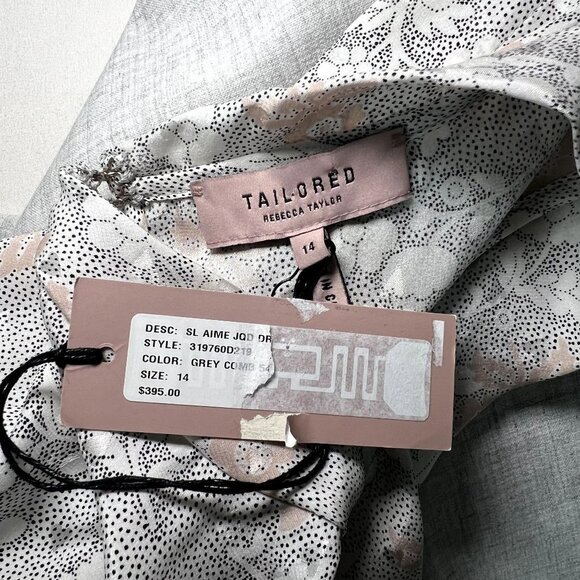 TAILORED
REBECCA TAYLOR
14
IN C
DESC: SL AIME JQD DR
STYLE: 319760D219
COLOR: GREY COMB 54
SIZE: 14
$395.00